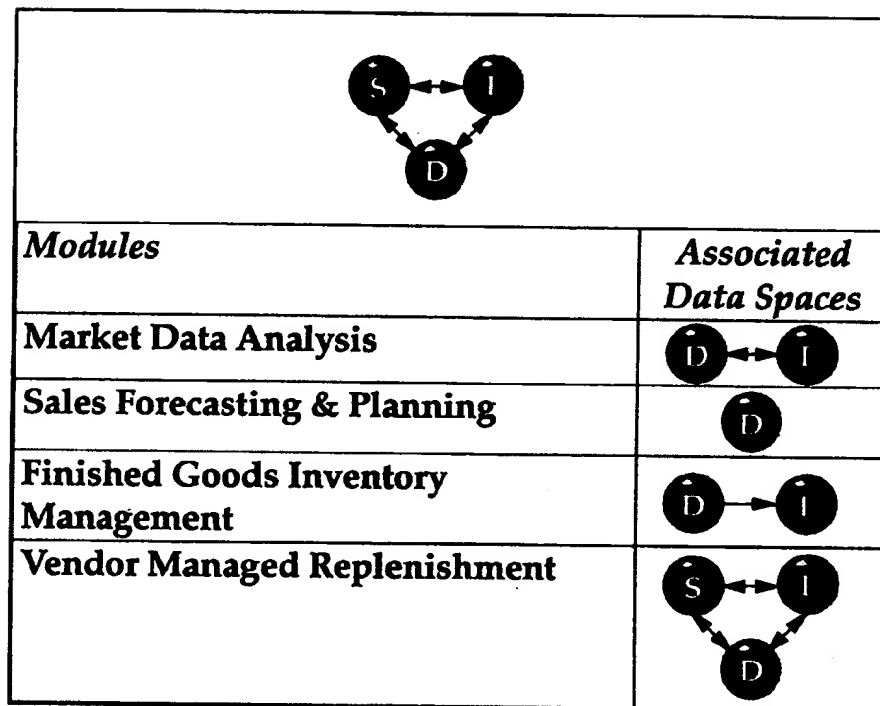 S I
D
Modules
Associated
Data Spaces
Market Data Analysis
D I
Sales Forecasting & Planning
D
Finished Goods Inventory
Management
D I
Vendor Managed Replenishment
S I
D